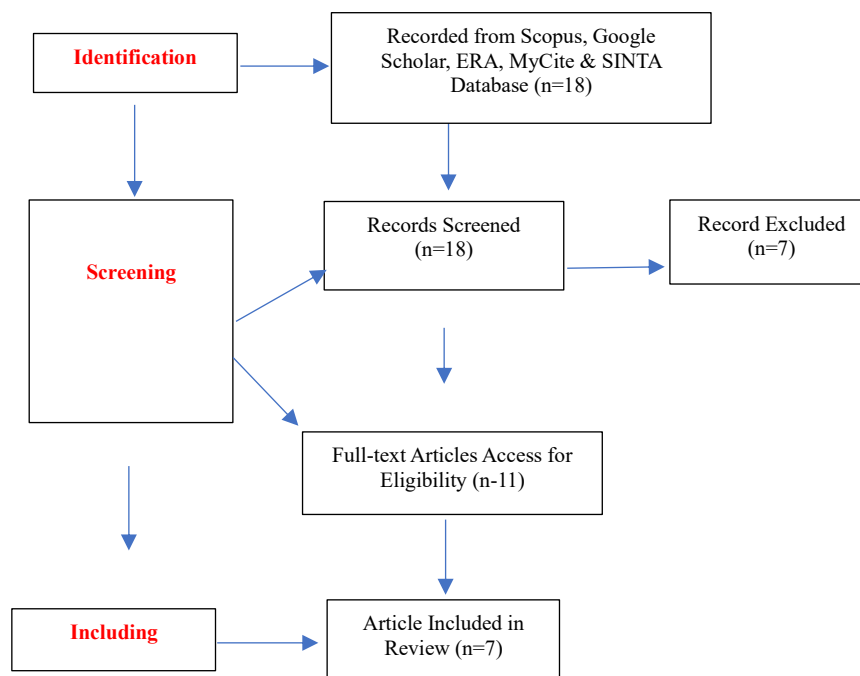 Identification
Recorded from Scopus, Google
Scholar, ERA, MyCite & SINTA
Database (n=18)
Screening
Records Screened
(n=18)
Record Excluded
(n=7)
Full-text Articles Access for
Eligibility (n-11)
Including
Article Included in
Review (n=7)